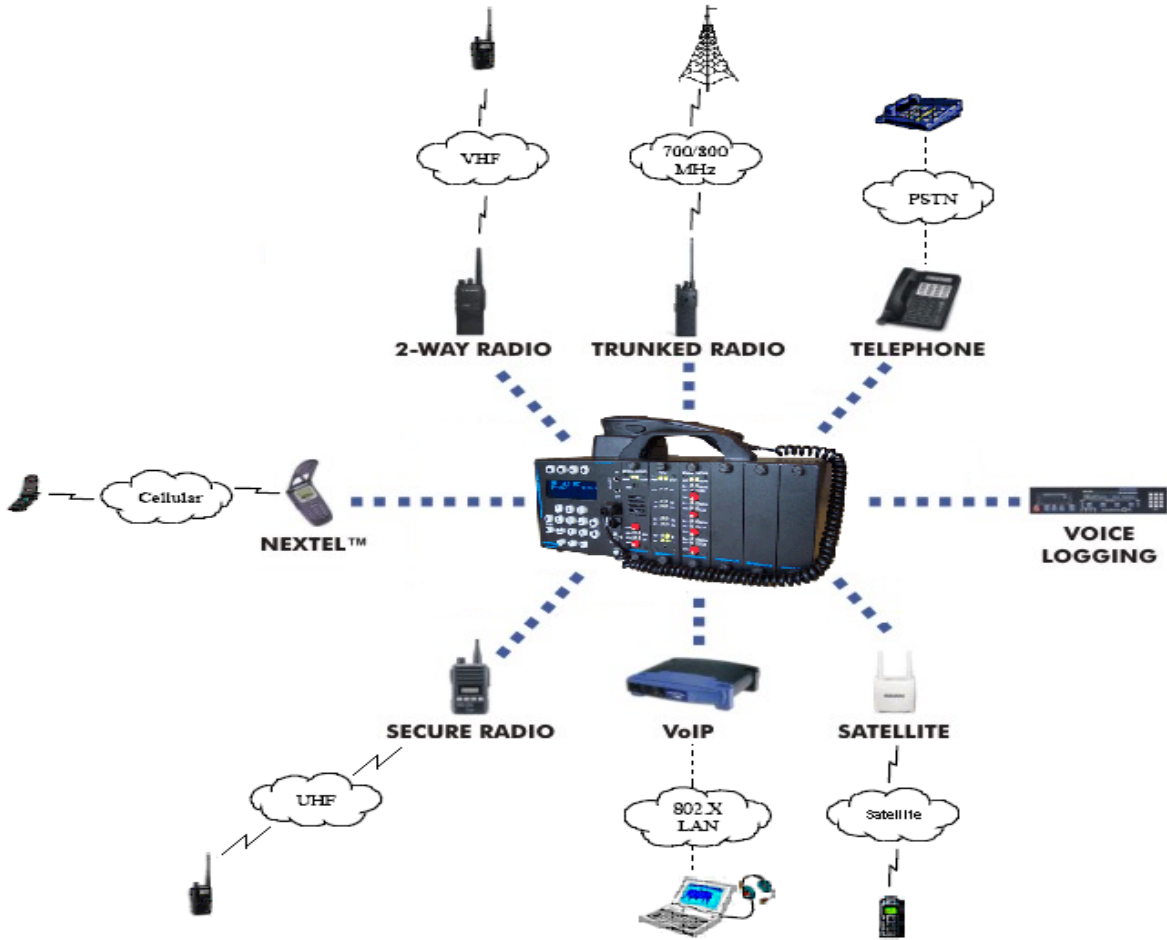 VHF
700/800
MHz
PSTN
2-WAY RADIO
TRUNKED RADIO
TELEPHONE
Cellular
NEXTEL™
VOICE
LOGGING
SECURE RADIO
VoIP
SATELLITE
UHF
802.X
LAN
Satellite